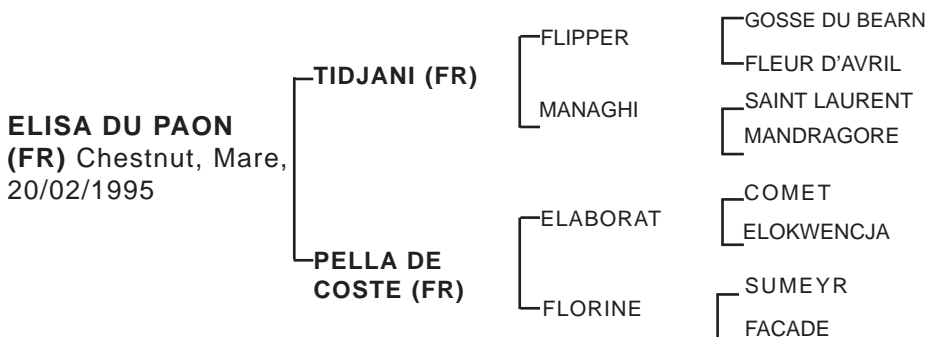 ELISA DU PAON
(FR) Chestnut, Mare,
20/02/1995
TIDJANI (FR)
PELLA DE
COSTE (FR)
FLIPPER
MANAGHI
ELABORAT
FLORINE
GOSSE DU BEARN
FLEUR D'AVRIL
SAINT LAURENT
MANDRAGORE
COMET
ELOKWENCJA
SUMEYR
FACADE